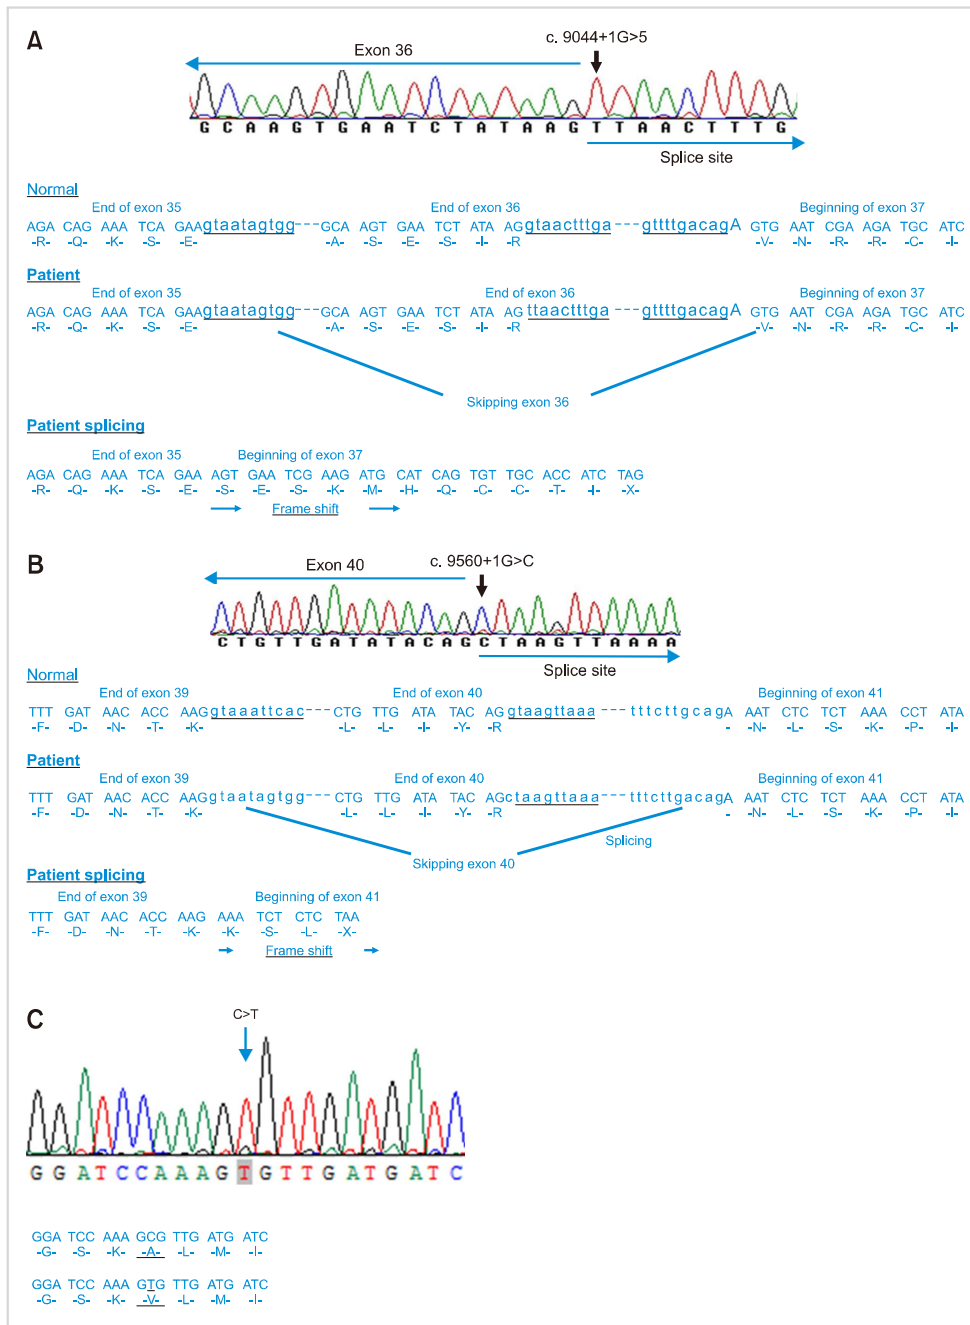 A
c. 9044+1G>5
Exon 36
G C A A G T G A A T C T A T A A G T T A A C T T T G
Splice site
Normal
End of exon 35 End of exon 36 Beginning of exon 37
AGA CAG AAA TCA GAAgtaatagtgg---GCA AGT GAA TCT ATA AGgtaactttga---gttttgacagA GTG AAT CGA AGA TGC ATC
-R- -Q- -K- -S- -E- -A- -S- -E- -S- -I- -R -V- -N- -R- -R- -C- -I-
Patient
End of exon 35 End of exon 36 Beginning of exon 37
AGA CAG AAA TCA GAAgtaatagtgg---GCA AGT GAA TCT ATA AGttaactttga---gttttgacagA GTG AAT CGA AGA TGC ATC
-R- -Q- -K- -S- -E- -A- -S- -E- -S- -I- -R -V- -N- -R- -R- -C- -I-
Skipping exon 36
Patient splicing
End of exon 35 Beginning of exon 37
AGA CAG AAA TCA GAA AGT GAA TCG AAG ATG CAT CAG TGT TGC ACC ATC TAG
-R- -Q- -K- -S- -E- -S- -E- -S- -K- -M- -H- -Q- -C- -C- -T- -I- -X-
Frame shift
B
c. 9560+1G>C
Exon 40
C T G T T G A T A T A C A G C T A A G T T A A A A
Splice site
Normal
End of exon 39 End of exon 40 Beginning of exon 41
TTT GAT AAC ACC AAGgtaaattcac---CTG TTG ATA TAC AGgtaagttaaa---tttcttgcagA AAT CTC TCT AAA CCT ATA
-F- -D- -N- -T- -K- -L- -L- -I- -Y- -R - -N- -L- -S- -K- -P- -I-
Patient
End of exon 39 End of exon 40 Beginning of exon 41
TTT GAT AAC ACC AAGgtaatagtgg---CTG TTG ATA TAC AGctaagttaaa---tttcttgacagA AAT CTC TCT AAA CCT ATA
-F- -D- -N- -T- -K- -L- -L- -I- -Y- -R - -N- -L- -S- -K- -P- -I-
Splicing
Skipping exon 40
Patient splicing
End of exon 39 Beginning of exon 41
TTT GAT AAC ACC AAG AAA TCT CTC TAA
-F- -D- -N- -T- -K -K- -S- -L- -X-
Frame shift
C
C>T
G G A T C C A A A G T G T T G A T G A T C
GGA TCC AAA GCG TTG ATG ATC
-G- -S- -K- -A- -L- -M- -I-
GGA TCC AAA GTG TTG ATG ATC
-G- -S- -K- -V- -L- -M- -I-